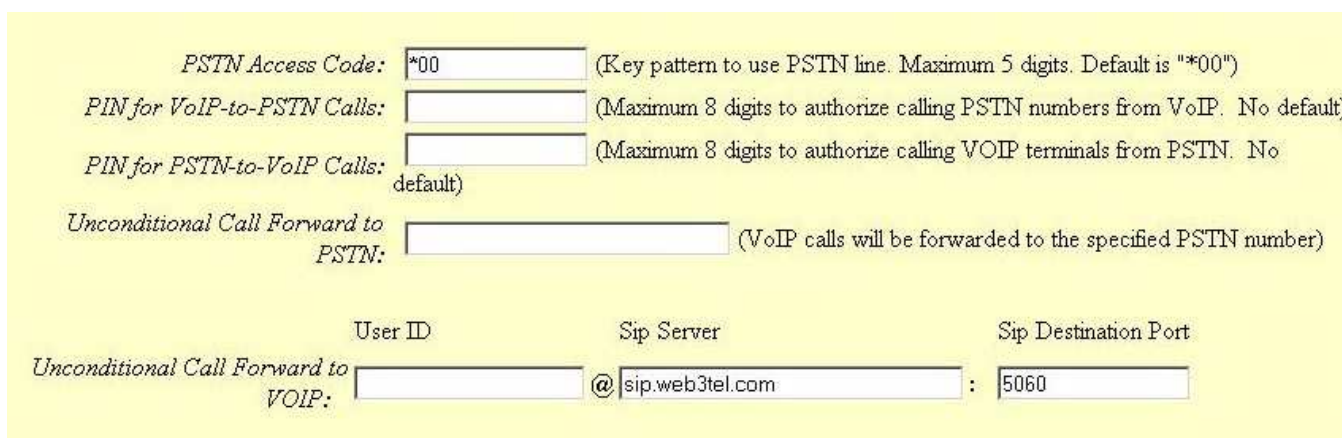 PSTN Access Code: *00 (Key pattern to use PSTN line. Maximum 5 digits. Default is "*00")
PIN for VoIP-to-PSTN Calls: (Maximum 8 digits to authorize calling PSTN numbers from VoIP. No default)
PIN for PSTN-to-VoIP Calls: (Maximum 8 digits to authorize calling VOIP terminals from PSTN. No
default)
Unconditional Call Forward to
PSTN: (VoIP calls will be forwarded to the specified PSTN number)
User ID Sip Server Sip Destination Port
Unconditional Call Forward to
VOIP: @ sip.web3tel.com : 5060